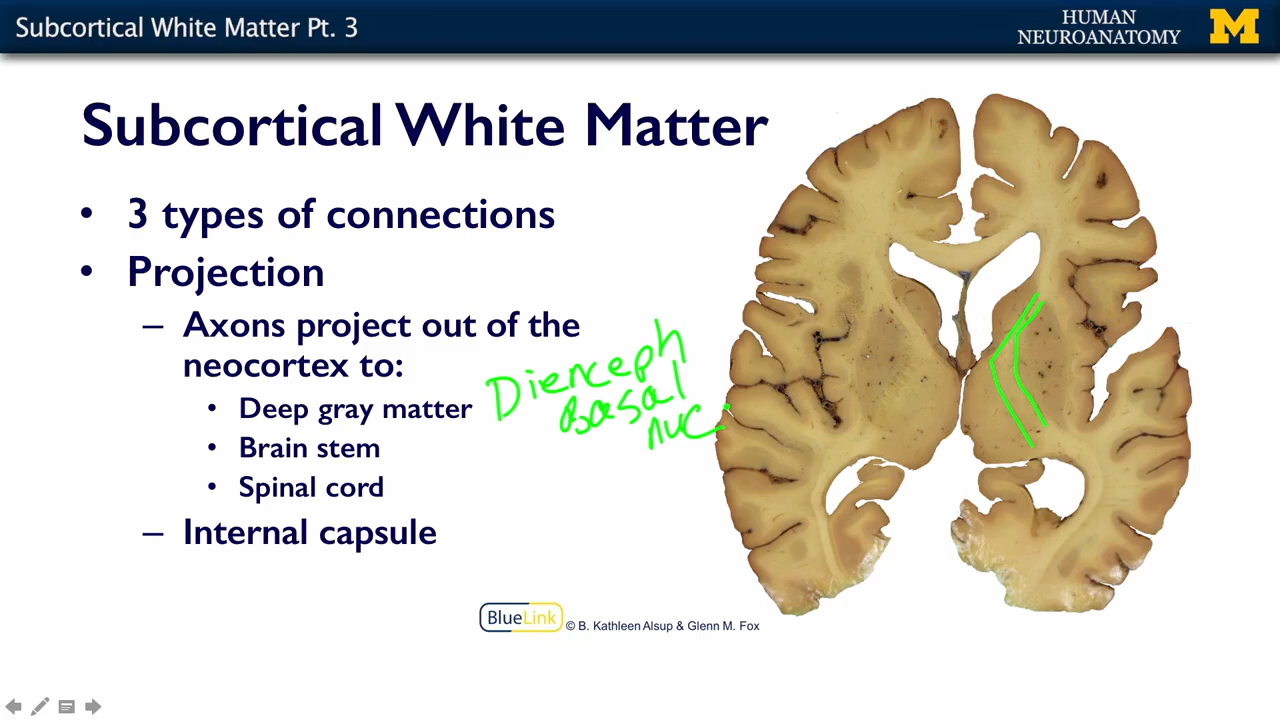 Subcortical White Matter Pt. 3
HUMAN
NEUROANATOMY
M
Subcortical White Matter
• 3 types of connections
• Projection
– Axons project out of the
neocortex to:
• Deep gray matter
• Brain stem
• Spinal cord
– Internal capsule
Dienceph
Basal
nuc.
BlueLink
© B. Kathleen Alsup & Glenn M. Fox